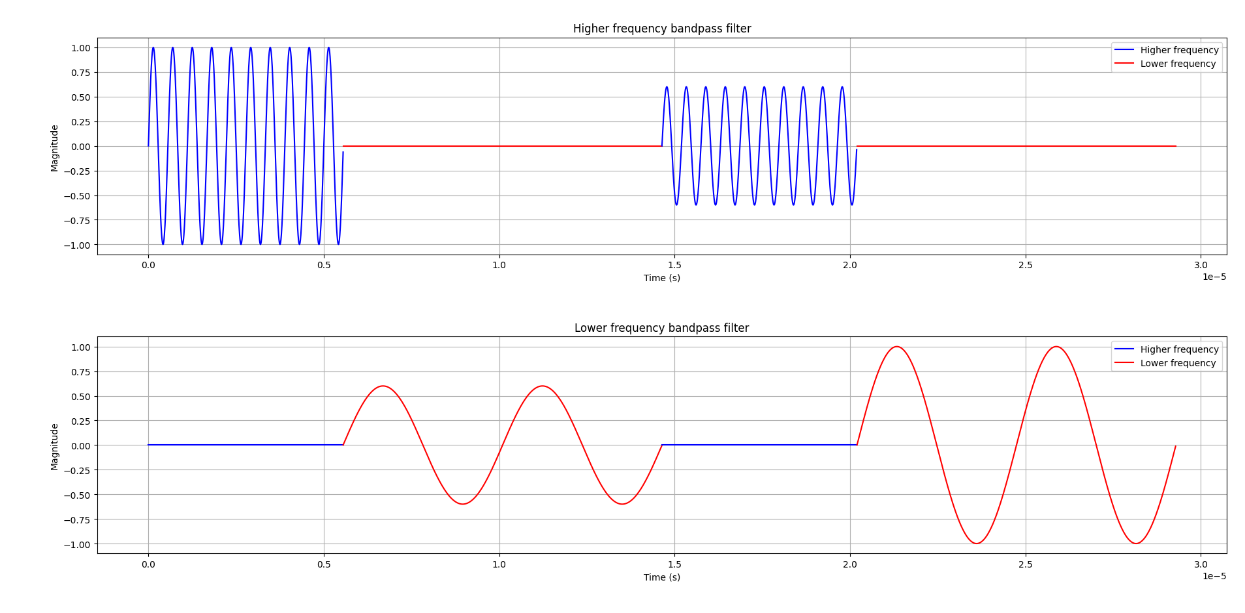 Higher frequency bandpass filter
Higher frequency
Lower frequency
Magnitude
1.00
0.75
0.50
0.25
0.00
−0.25
−0.50
−0.75
−1.00
0.0 0.5 1.0 1.5 2.0 2.5 3.0
1e−5
Time (s)
Lower frequency bandpass filter
Higher frequency
Lower frequency
Magnitude
1.00
0.75
0.50
0.25
0.00
−0.25
−0.50
−0.75
−1.00
0.0 0.5 1.0 1.5 2.0 2.5 3.0
1e−5
Time (s)